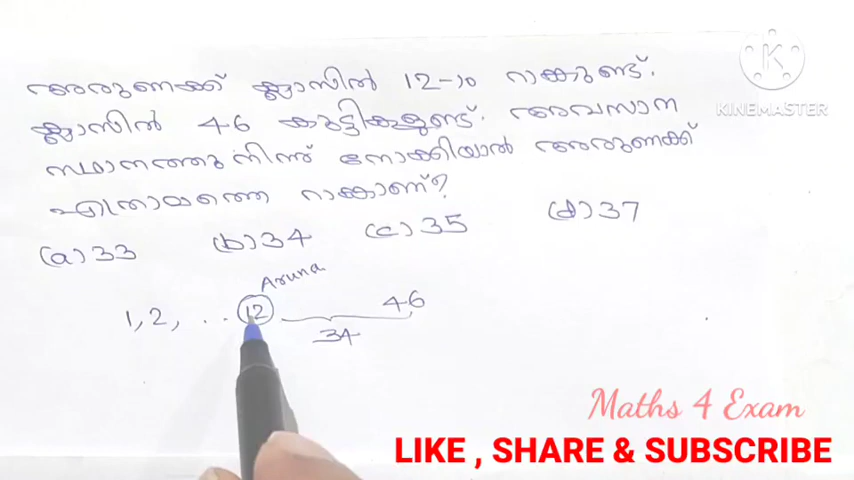 അരുണക്ക് ക്ലാസിൽ 12-ാം റാങ്കുണ്ട്.
ക്ലാസിൽ 46 കുട്ടികളുണ്ട്. അവസാന
സ്ഥാനത്തുനിന്ന് നോക്കിയാൽ അരുണക്ക്
എത്രാമത്തെ റാങ്കാണ്?
(a) 33 (b) 34 (c) 35 (d) 37
Aruna
1, 2, ... 12 46
34
KINEMASTER
Maths 4 Exam
LIKE , SHARE & SUBSCRIBE